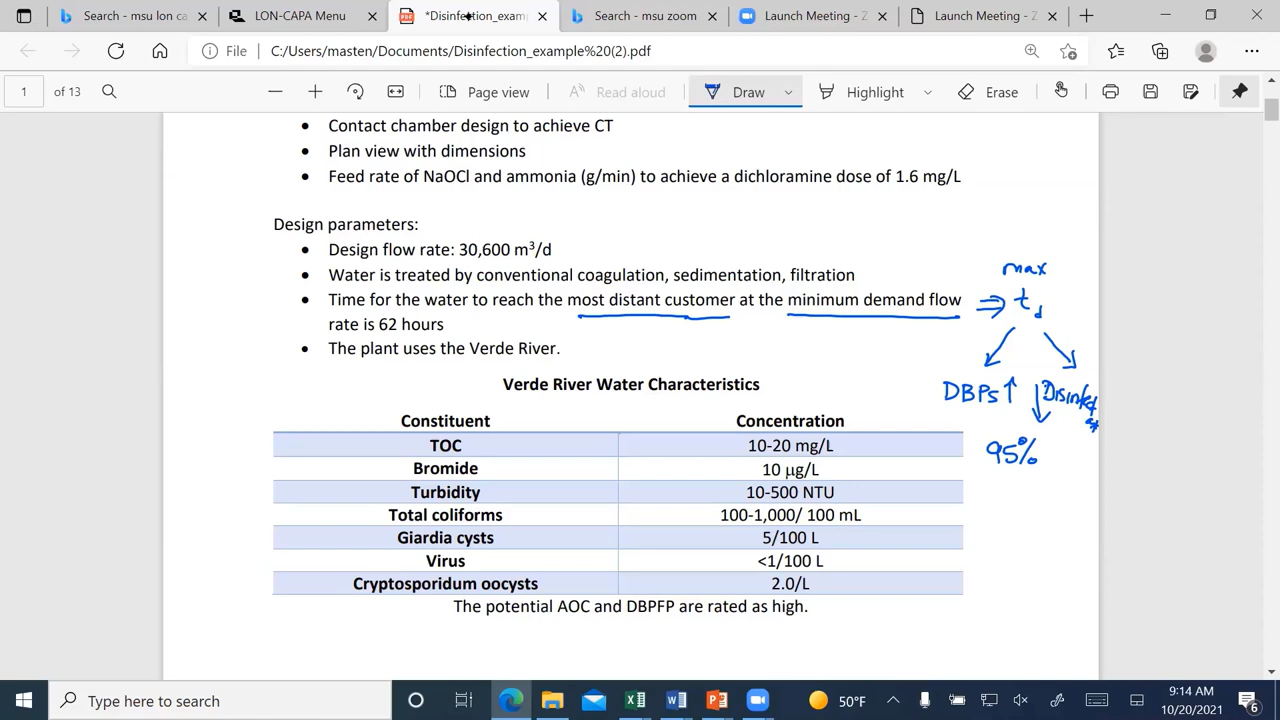 Search - msu lon ca
LON-CAPA Menu
*Disinfection_exam
Search - msu zoom
Launch Meeting - Z
Launch Meeting - Z
File
C:/Users/masten/Documents/Disinfection_example%20(2).pdf
1 of 13
Page view
Read aloud
Draw
Highlight
Erase
• Contact chamber design to achieve CT
• Plan view with dimensions
• Feed rate of NaOCl and ammonia (g/min) to achieve a dichloramine dose of 1.6 mg/L
Design parameters:
• Design flow rate: 30,600 m³/d
• Water is treated by conventional coagulation, sedimentation, filtration
max
• Time for the water to reach the most distant customer at the minimum demand flow ⇒ td
rate is 62 hours
• The plant uses the Verde River.
Verde River Water Characteristics
DBPs ↑ ↓ Disinfect
Constituent Concentration
TOC 10-20 mg/L
95%
Bromide 10 µg/L
Turbidity 10-500 NTU
Total coliforms 100-1,000/ 100 mL
Giardia cysts 5/100 L
Virus <1/100 L
Cryptosporidum oocysts 2.0/L
The potential AOC and DBPFP are rated as high.
Type here to search
50°F
9:14 AM
10/20/2021
6